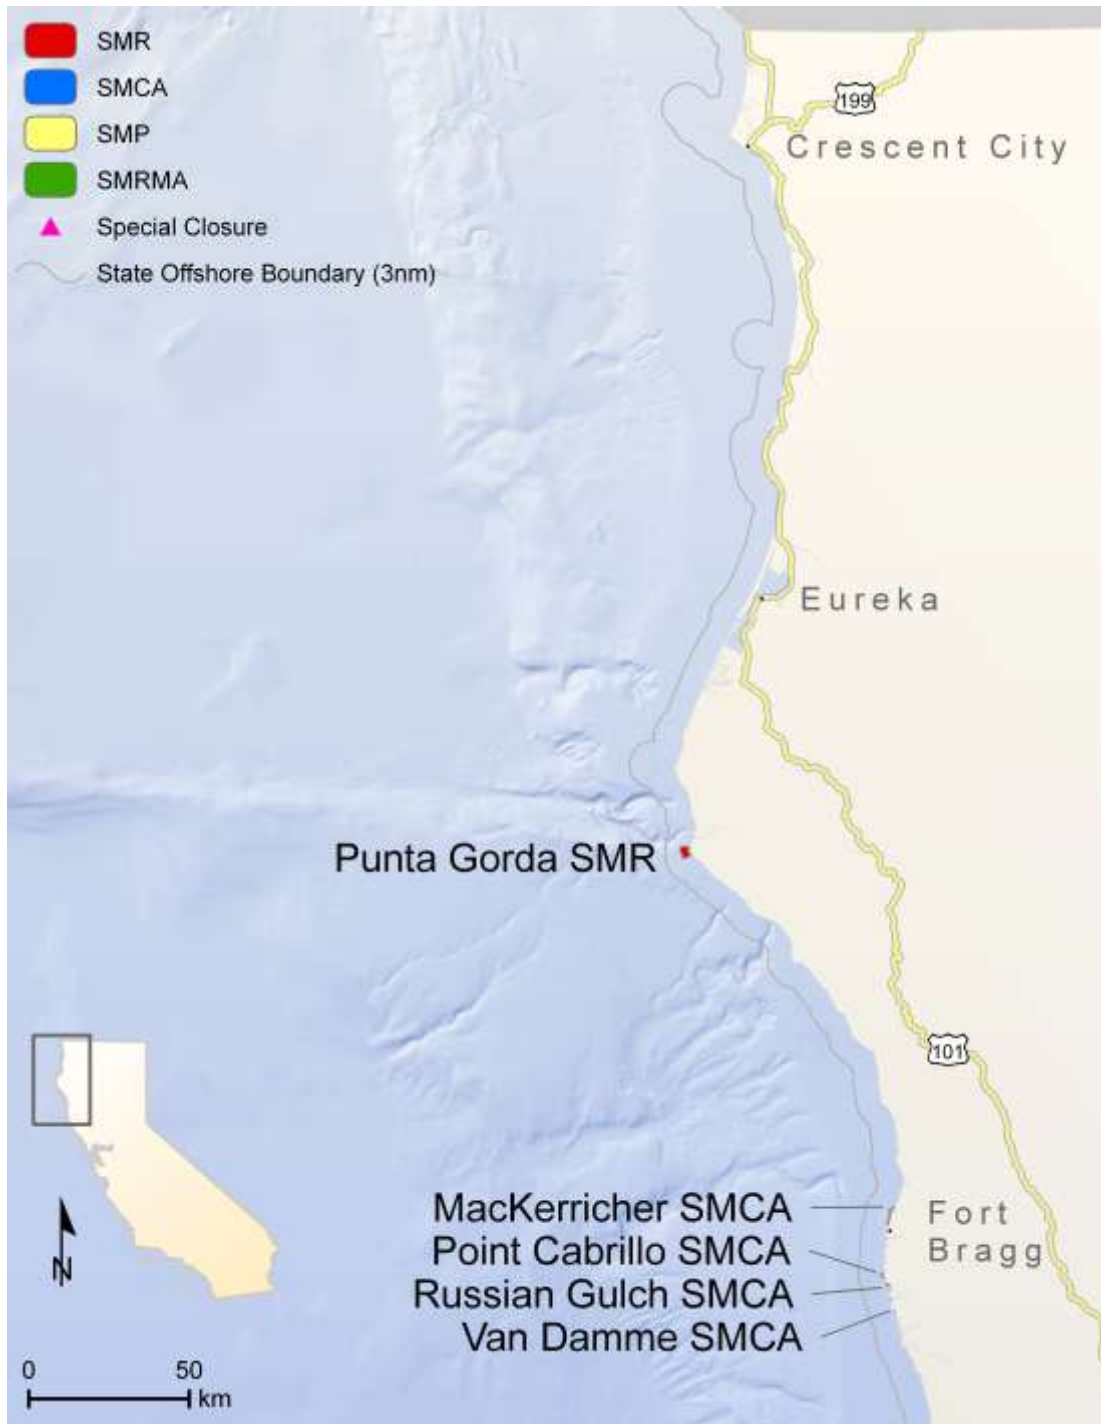 SMR
SMCA
SMP
SMRMA
Special Closure
State Offshore Boundary (3nm)
199
Crescent City
Eureka
Punta Gorda SMR
101
MacKerricher SMCA
Fort
Bragg
Point Cabrillo SMCA
Russian Gulch SMCA
Van Damme SMCA
N
0 50
km